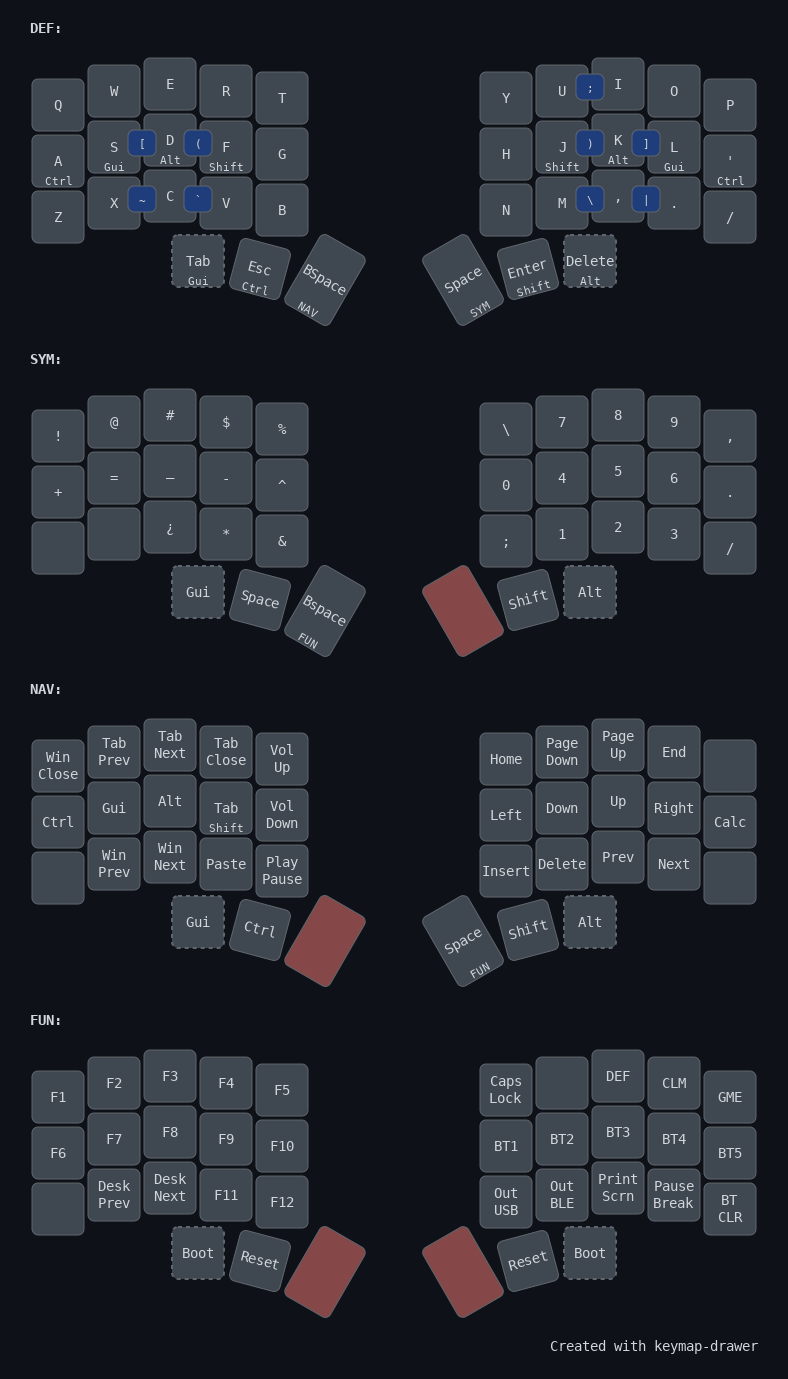 DEF:
Q W E R T Y U ; I O P
A Ctrl S Gui [ D Alt ( F Shift G H J Shift ) K Alt ] L Gui ' Ctrl
Z X ~ C ` V B N M \ , | . /
Tab Gui Esc Ctrl BSpace NAV Space SYM Enter Shift Delete Alt
SYM:
! @ # $ % \ 7 8 9 ,
+ = – - ^ 0 4 5 6 .
¿ * & ; 1 2 3 /
Gui Space Bspace FUN Shift Alt
NAV:
Win Close Tab Prev Tab Next Tab Close Vol Up Home Page Down Page Up End
Ctrl Gui Alt Tab Shift Vol Down Left Down Up Right Calc
Win Prev Win Next Paste Play Pause Insert Delete Prev Next
Gui Ctrl Space FUN Shift Alt
FUN:
F1 F2 F3 F4 F5 Caps Lock DEF CLM GME
F6 F7 F8 F9 F10 BT1 BT2 BT3 BT4 BT5
Desk Prev Desk Next F11 F12 Out USB Out BLE Print Scrn Pause Break BT CLR
Boot Reset Reset Boot
Created with keymap-drawer